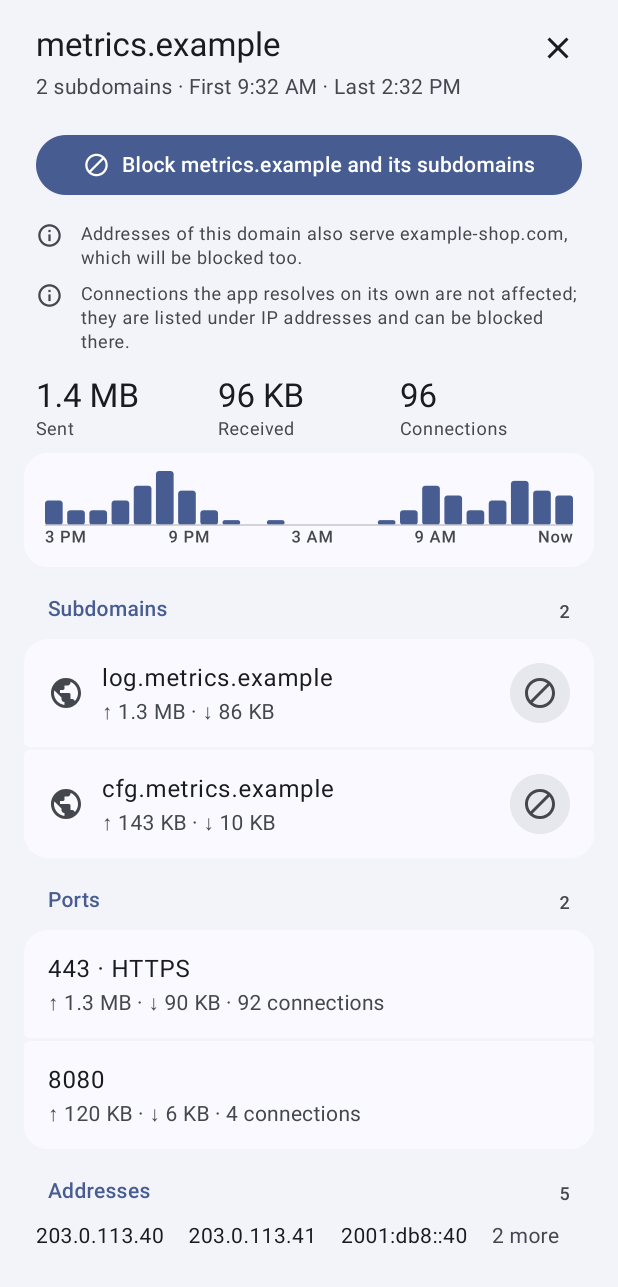 metrics.example
2 subdomains · First 9:32 AM · Last 2:32 PM
Block metrics.example and its subdomains
Addresses of this domain also serve example-shop.com,
which will be blocked too.
Connections the app resolves on its own are not affected;
they are listed under IP addresses and can be blocked
there.
1.4 MB 96 KB 96
Sent Received Connections
3 PM 9 PM 3 AM 9 AM Now
Subdomains 2
log.metrics.example
↑ 1.3 MB · ↓ 86 KB
cfg.metrics.example
↑ 143 KB · ↓ 10 KB
Ports 2
443 · HTTPS
↑ 1.3 MB · ↓ 90 KB · 92 connections
8080
↑ 120 KB · ↓ 6 KB · 4 connections
Addresses 5
203.0.113.40 203.0.113.41 2001:db8::40 2 more